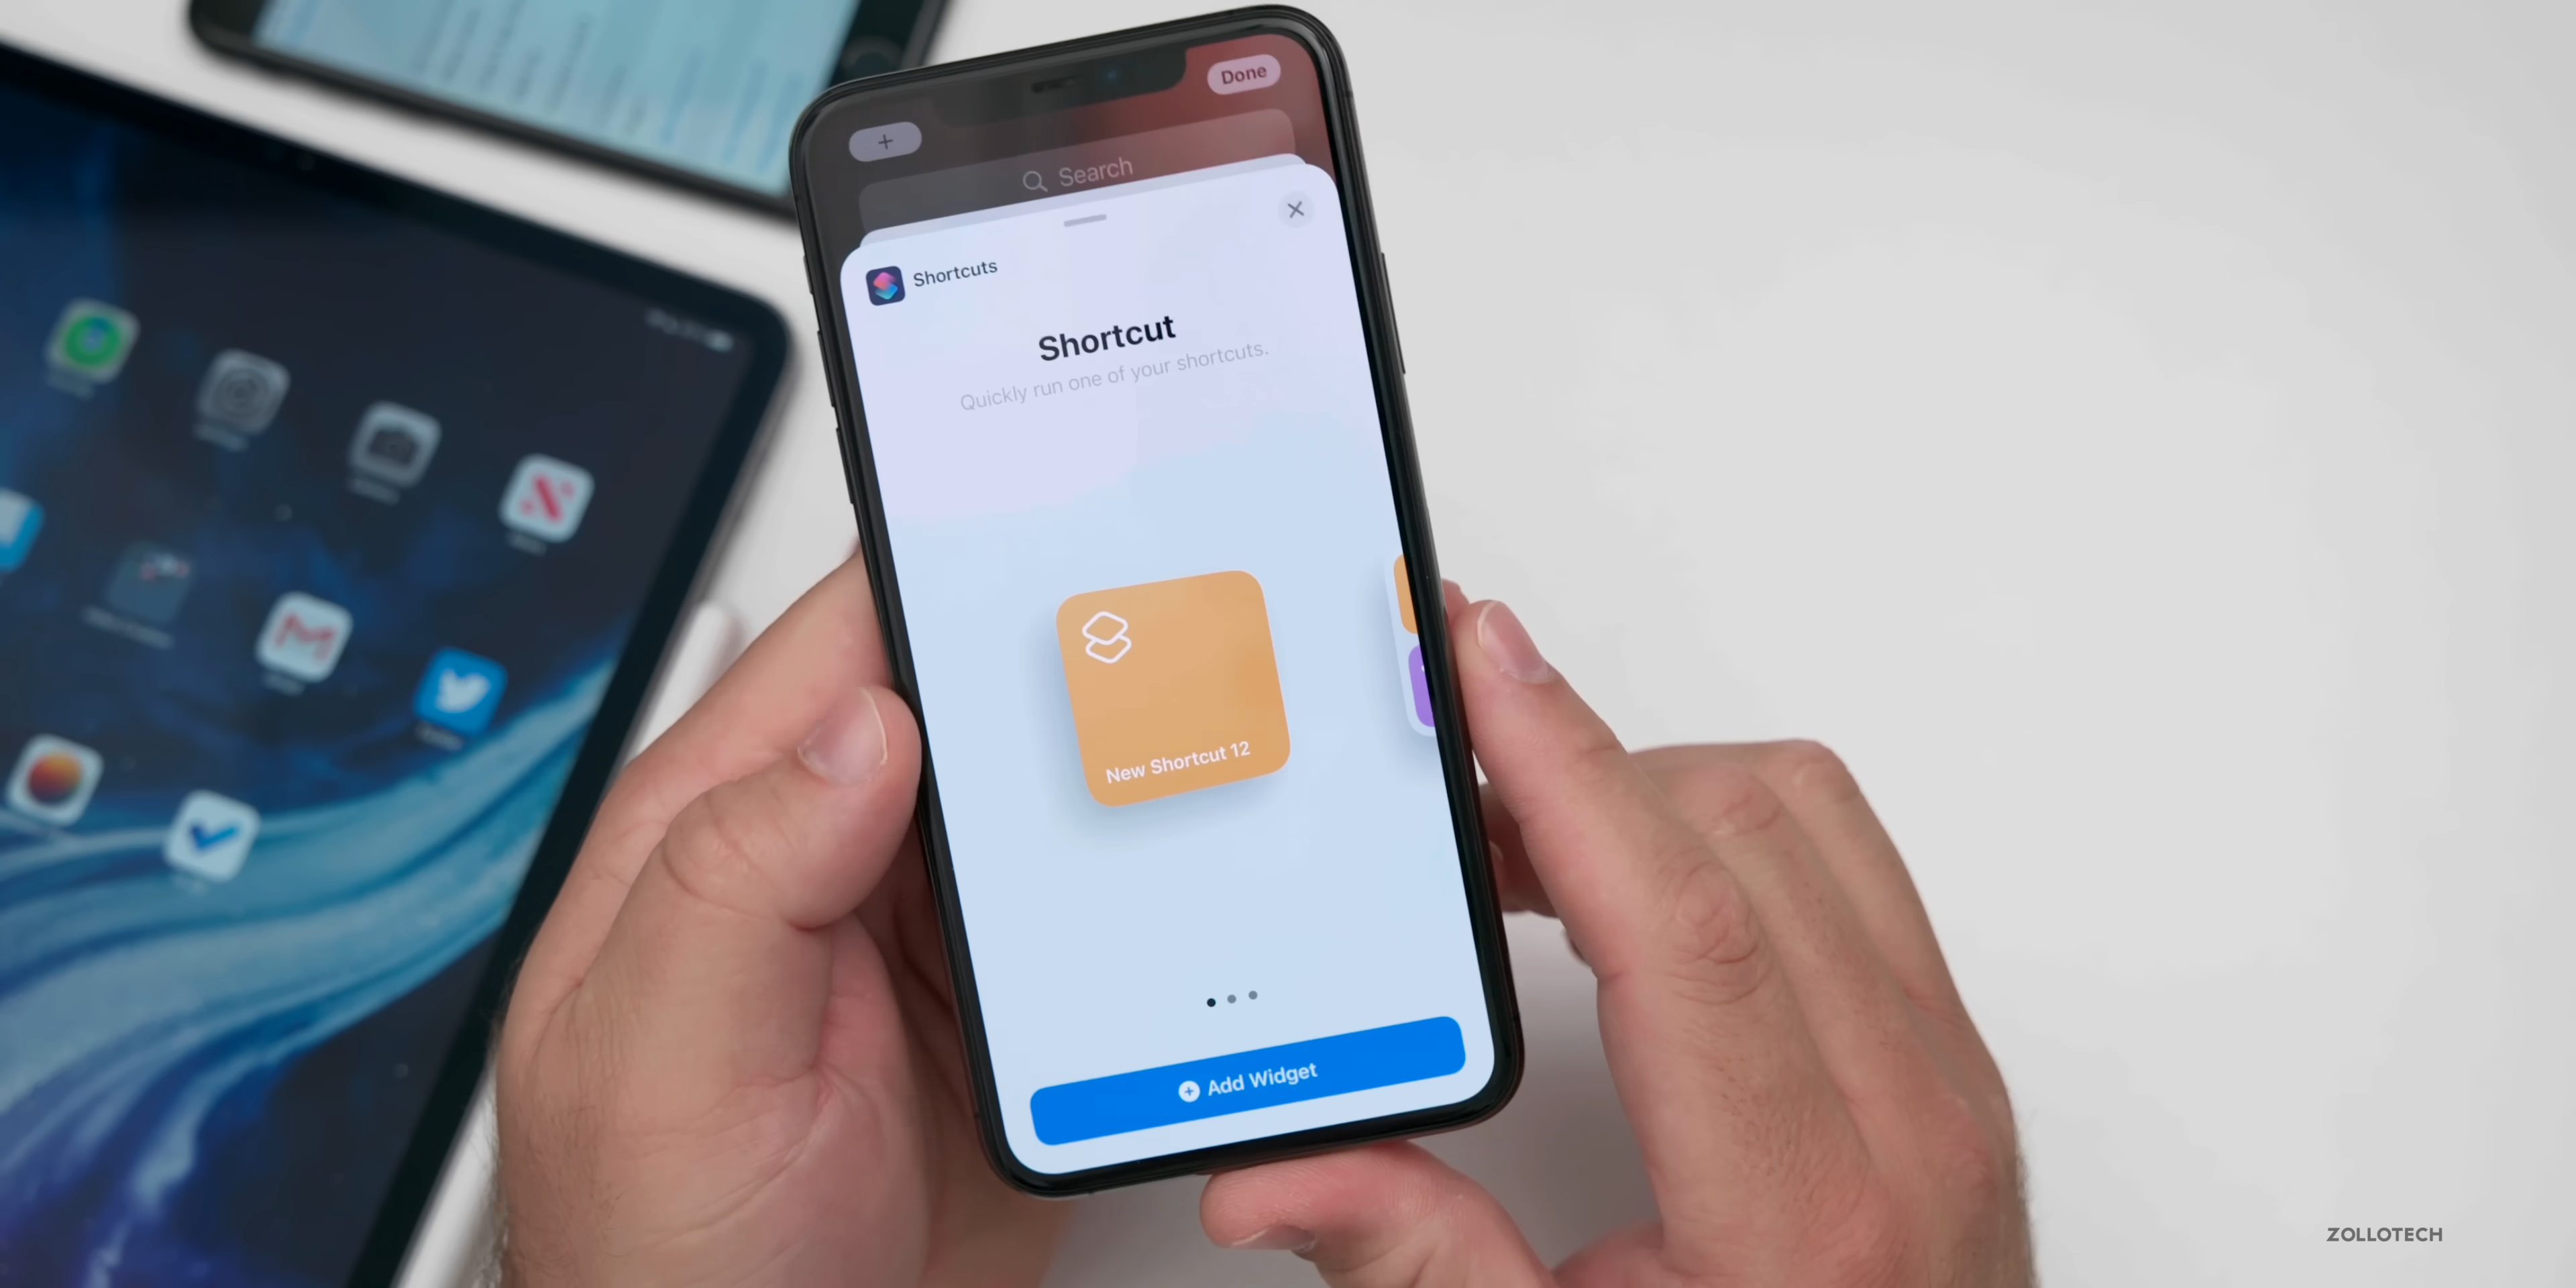 Done
+
Search
Shortcuts
Shortcut
Quickly run one of your shortcuts.
New Shortcut 12
Add Widget
ZOLLOTECH